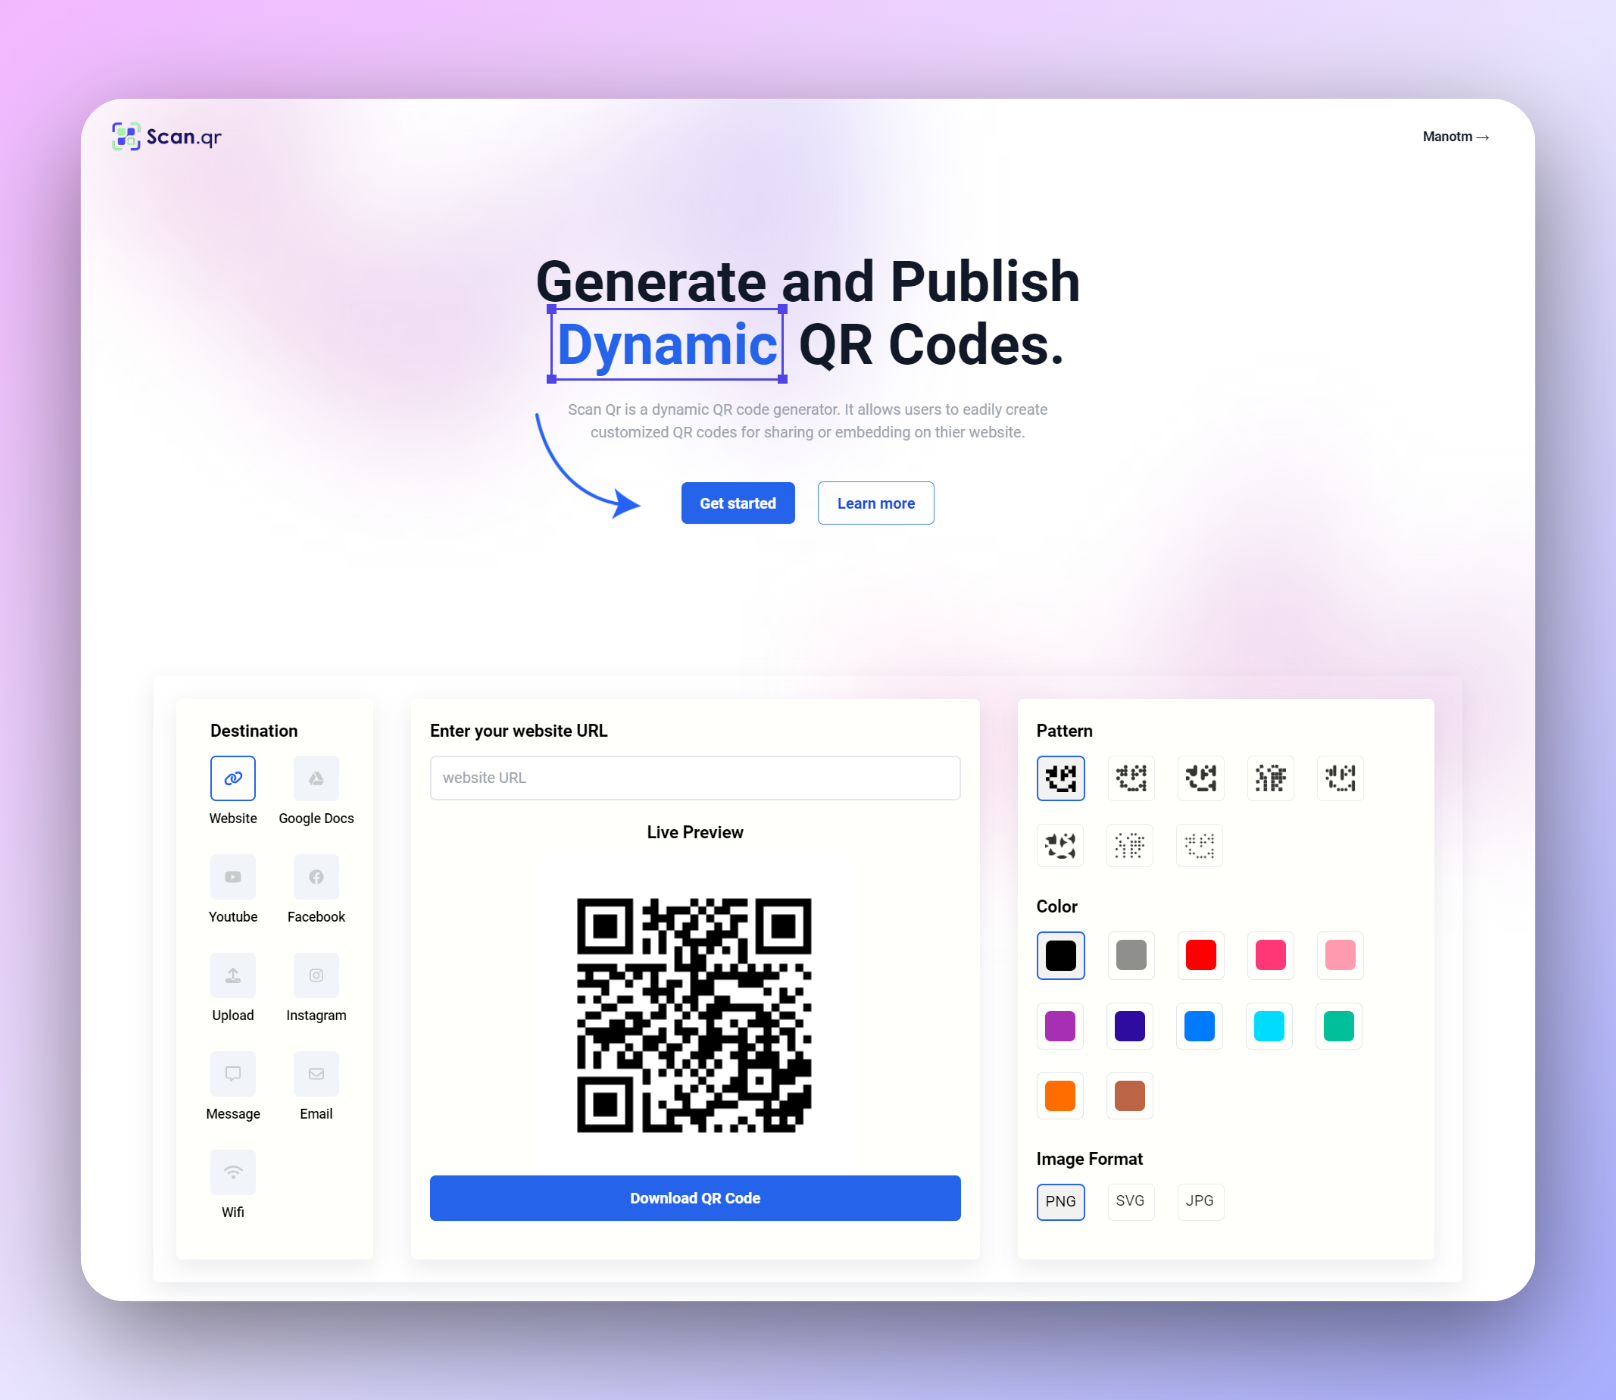 Scan.qr
Manotm →
Generate and Publish
Dynamic QR Codes.
Scan Qr is a dynamic QR code generator. It allows users to eadily create
customized QR codes for sharing or embedding on thier website.
Get started
Learn more
Destination
Website
Google Docs
Youtube
Facebook
Upload
Instagram
Message
Email
Wifi
Enter your website URL
website URL
Live Preview
Download QR Code
Pattern
Color
Image Format
PNG
SVG
JPG